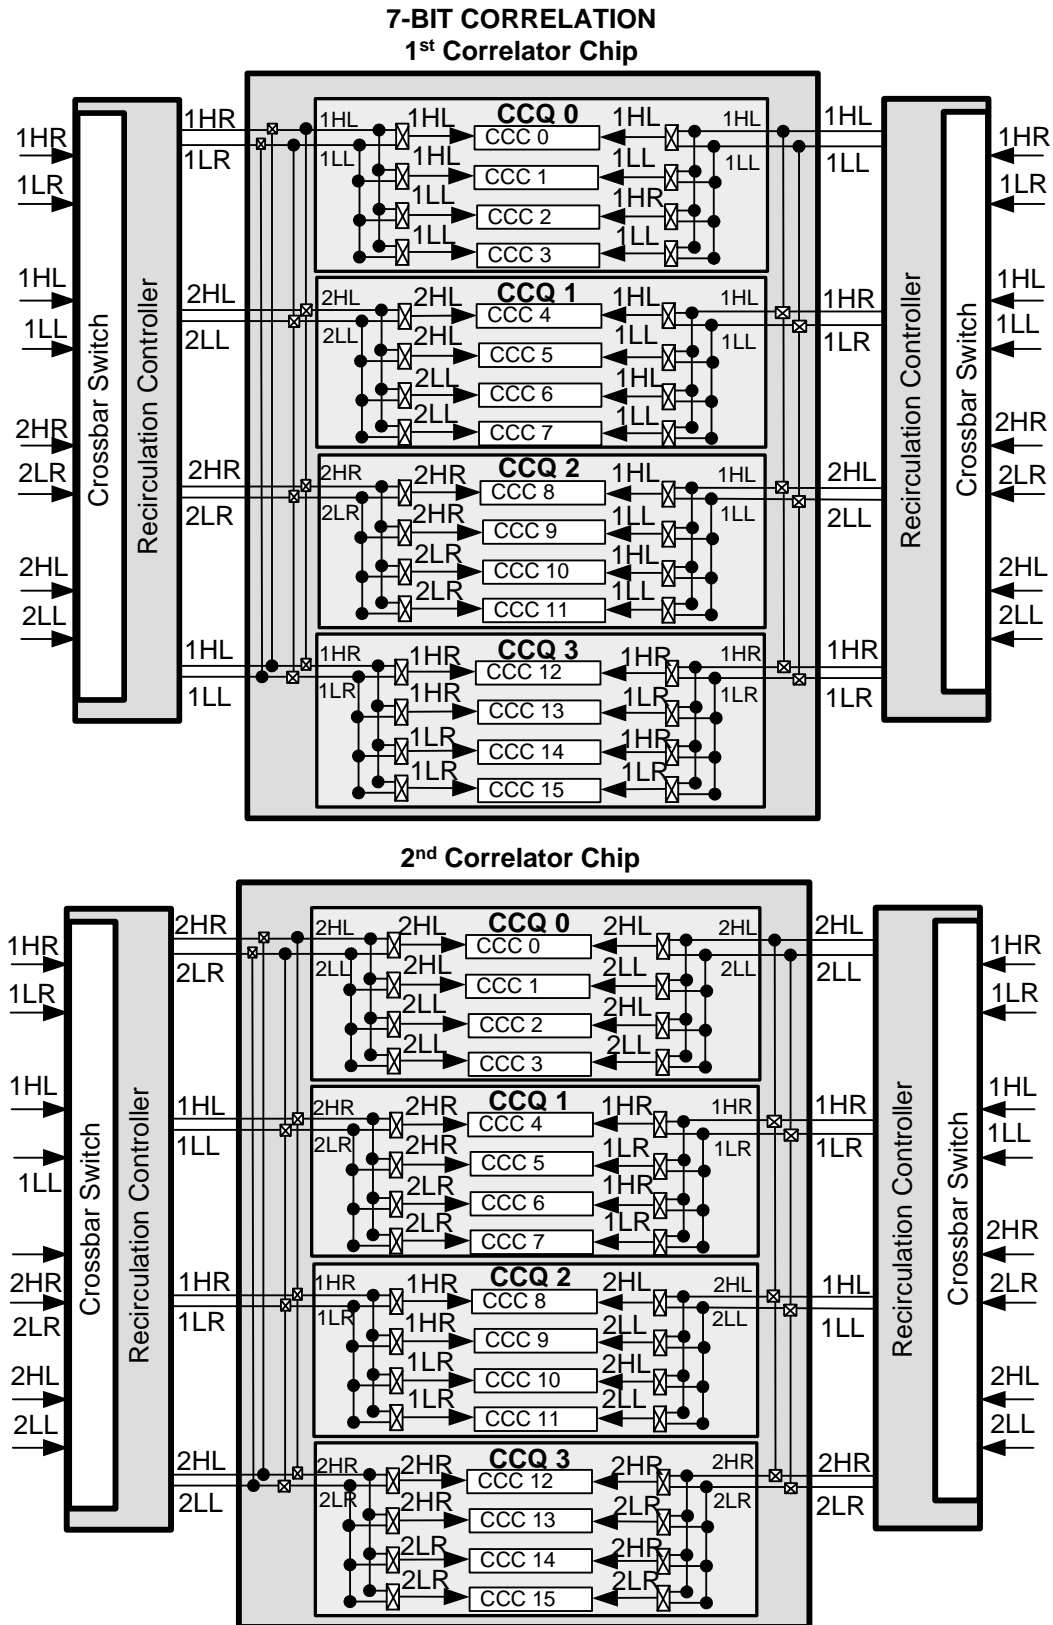 7-BIT CORRELATION
1st Correlator Chip
CCQ 0
1HR 1HL 1HL CCC 0 1HL 1HL 1HL
1HR 1LR 1LL 1HL CCC 1 1LL 1LL 1LL 1HR
1LR 1LL CCC 2 1HR 1LR
1LL CCC 3 1LL
1HL 2HL 2HL 2HL CCQ 1 CCC 4 1HL 1HL 1HR 1HL
1LL 2LL 2LL 2HL CCC 5 1LL 1LL 1LR 1LL
2LL CCC 6 1HL
2LL CCC 7 1LL
Crossbar Switch
Recirculation Controller
Recirculation Controller
Crossbar Switch
2HR 2HR 2HR 2HR CCQ 2 CCC 8 1HL 1HL 2HL 2HR
2LR 2LR 2LR 2HR CCC 9 1LL 1LL 2LL 2LR
2LR CCC 10 1HL
2HL 2LR CCC 11 1LL 2HL
2LL 2LL
1HL 1HR 1HR CCQ 3 CCC 12 1HR 1HR 1HR
1LL 1LR 1HR CCC 13 1LR 1LR 1LR
1LR CCC 14 1HR
1LR CCC 15 1LR
2nd Correlator Chip
CCQ 0
2HR 2HL 2HL CCC 0 2HL 2HL 2HL
1HR 2LR 2LL 2HL CCC 1 2LL 2LL 2LL 1HR
1LR 2LL CCC 2 2HL 1LR
2LL CCC 3 2LL
1HL 1HL 2HR 2HR CCQ 1 CCC 4 1HR 1HR 1HR 1HL
1LL 1LL 2LR 2HR CCC 5 1LR 1LR 1LR 1LL
2LR CCC 6 1HR
2LR CCC 7 1LR
Crossbar Switch
Recirculation Controller
Recirculation Controller
Crossbar Switch
2HR 1HR 1HR 1HR CCQ 2 CCC 8 2HL 2HL 1HL 2HR
2LR 1LR 1LR 1HR CCC 9 2LL 2LL 1LL 2LR
1LR CCC 10 2HL
2HL 1LR CCC 11 2LL 2HL
2LL 2LL
2HL 2HR 2HR CCQ 3 CCC 12 2HR 2HR 2HR
2LL 2LR 2HR CCC 13 2LR 2LR 2LR
2LR CCC 14 2HR
2LR CCC 15 2LR